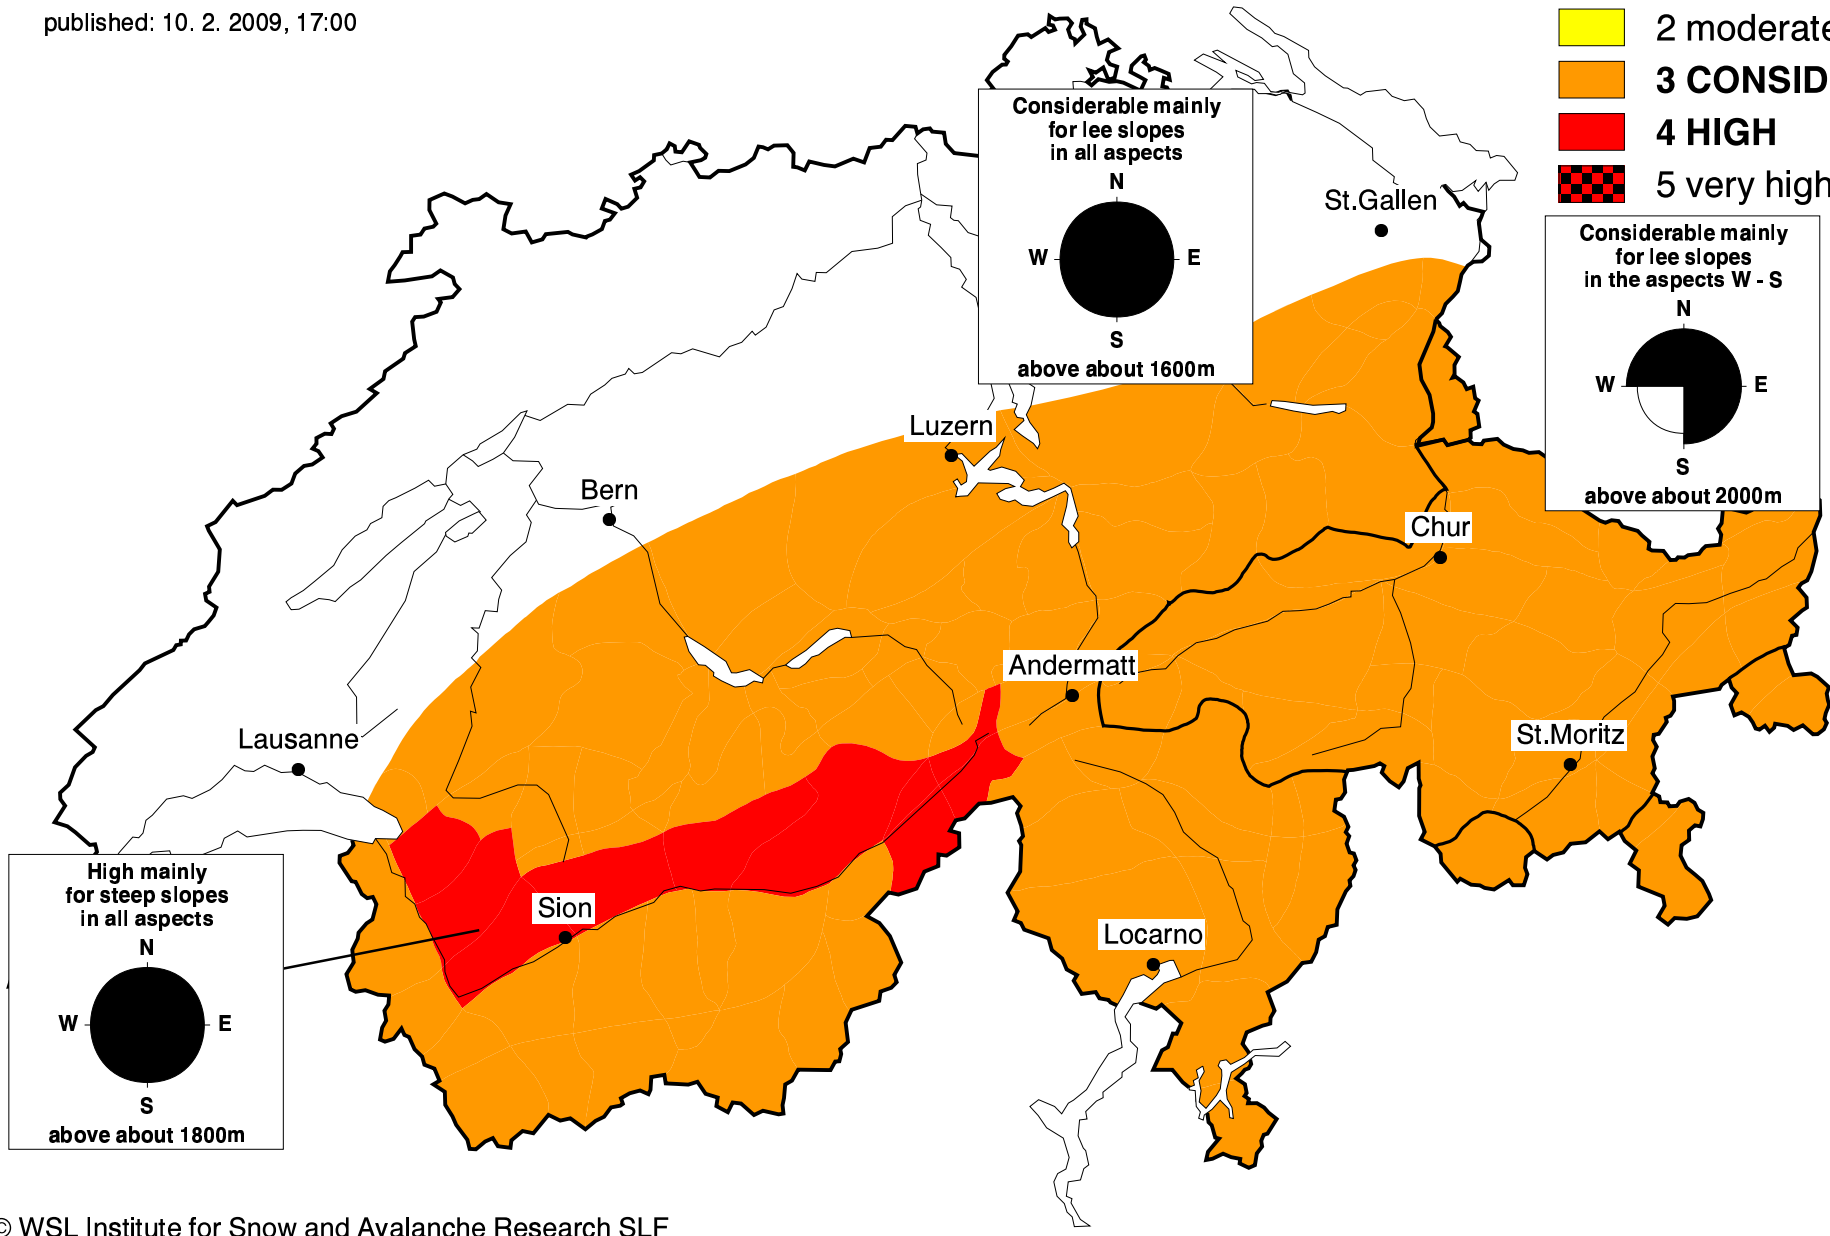 published: 10. 2. 2009, 17:00
2 moderate
3 CONSID
4 HIGH
5 very high
Considerable mainly
for lee slopes
in all aspects
N
W E
S
above about 1600m
St.Gallen
Considerable mainly
for lee slopes
in the aspects W - S
N
W E
S
above about 2000m
Luzern
Bern
Chur
Andermatt
Lausanne
St.Moritz
High mainly
for steep slopes
in all aspects
N
W E
S
above about 1800m
Sion
Locarno
© WSL Institute for Snow and Avalanche Research SLF